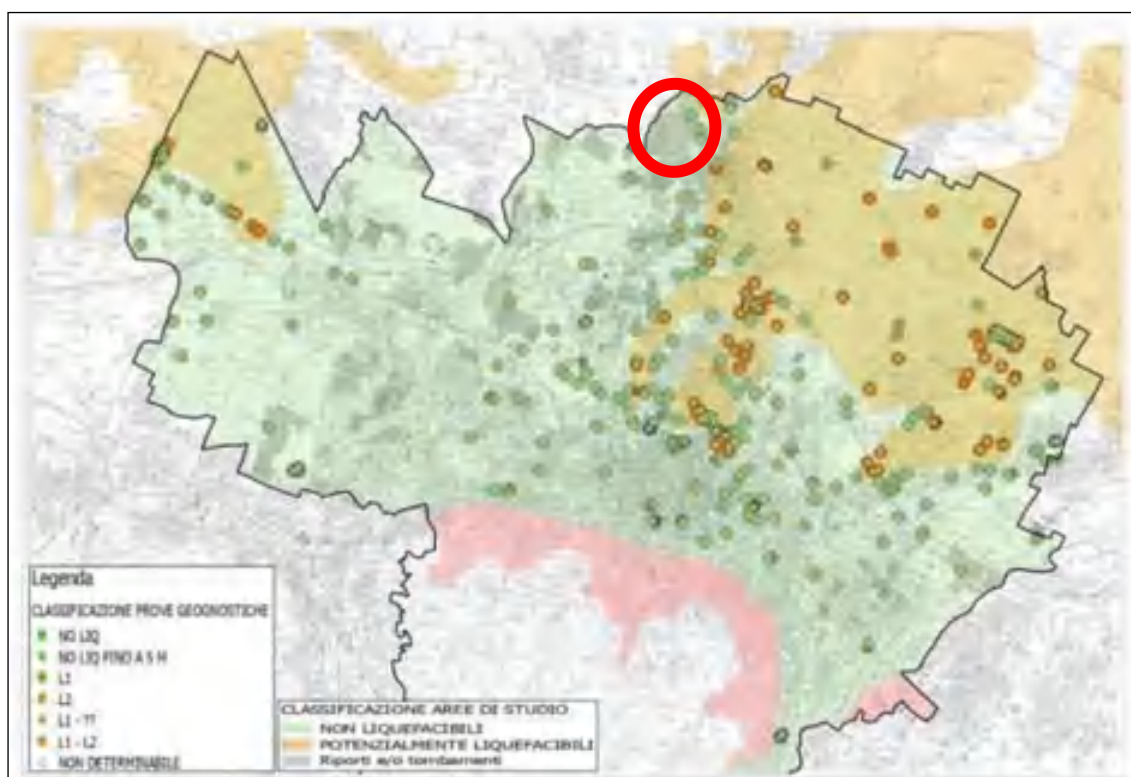 Legenda
CLASSIFICAZIONE PROVE GEOGNOSTICHE
NO LIQ
NO LIQ FINO A 5 M
L1
L2
L1 - ??
L1 - L2
NON DETERMINABILE
CLASSIFICAZIONE AREE DI STUDIO
NON LIQUEFACIBILI
POTENZIALMENTE LIQUEFACIBILI
Riporti e/o tombamenti